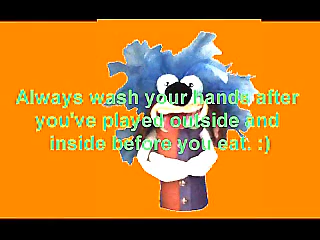 Always wash your hands after
you've played outside and
inside before you eat. :)